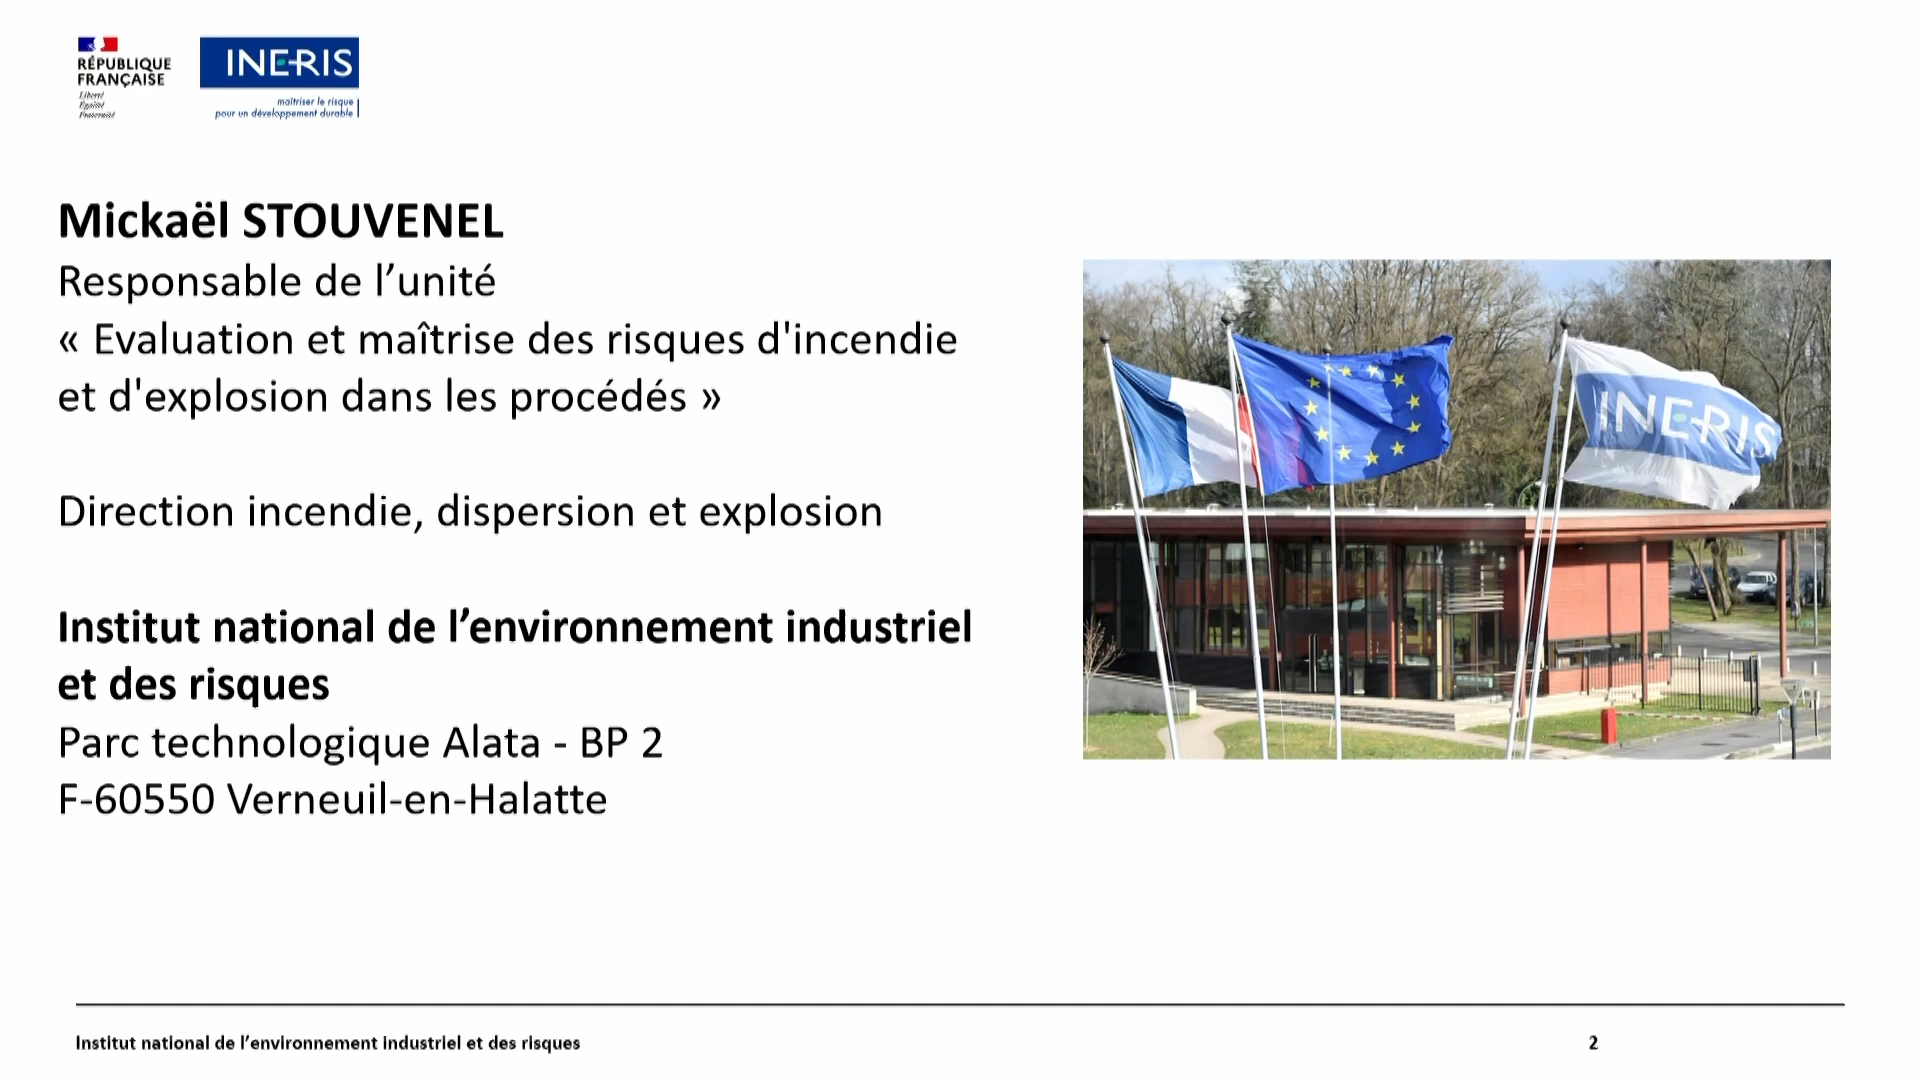 RÉPUBLIQUE
FRANÇAISE
Liberté
Égalité
Fraternité
INERIS
maîtriser le risque
pour un développement durable
Mickaël STOUVENEL
Responsable de l’unité
« Evaluation et maîtrise des risques d'incendie
et d'explosion dans les procédés »
Direction incendie, dispersion et explosion
Institut national de l’environnement industriel
et des risques
Parc technologique Alata - BP 2
F-60550 Verneuil-en-Halatte
INERIS
Institut national de l’environnement industriel et des risques
2